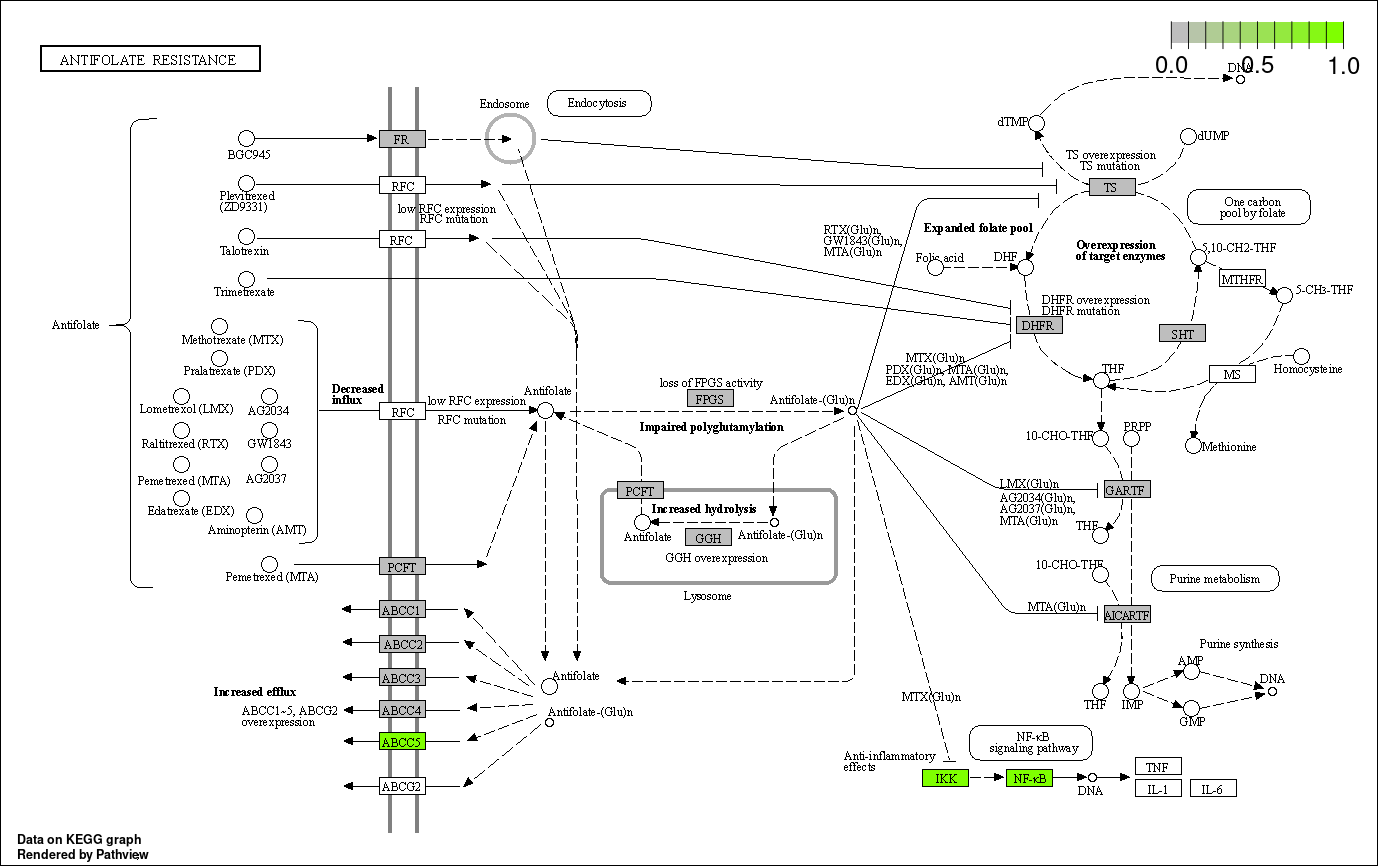 ANTIFOLATE RESISTANCE
0.0
0.5
1.0
DNA
Endosome
Endocytosis
dTMP
dUMP
BGC945
FR
TS overexpression
TS mutation
TS
Plevitrexed
(ZD9331)
RFC
low RFC expression
RFC mutation
One carbon
pool by folate
Talotrexin
RFC
RTX(Glu)n,
GW1843(Glu)n,
MTA(Glu)n
Expanded folate pool
Overexpression
of target enzymes
5,10-CH2-THF
Folic acid
DHF
MTHFR
5-CH3-THF
Trimetrexate
DHFR overexpression
DHFR mutation
DHFR
SHT
Antifolate
Methotrexate (MTX)
Pralatrexate (PDX)
Lometrexol (LMX)
AG2034
Raltitrexed (RTX)
GW1843
Pemetrexed (MTA)
AG2037
Edatrexate (EDX)
Aminopterin (AMT)
Decreased
influx
RFC
low RFC expression
RFC mutation
Antifolate
loss of FPGS activity
FPGS
Impaired polyglutamylation
Antifolate-(Glu)n
MTX(Glu)n
PDX(Glu)n, MTA(Glu)n
EDX(Glu)n, AMT(Glu)n
THF
MS
Homocysteine
Methionine
10-CHO-THF
PRPP
LMX(Glu)n
AG2034(Glu)n,
AG2037(Glu)n,
MTA(Glu)n
GARTF
THF
PCFT
Increased hydrolysis
Antifolate
GGH
Antifolate-(Glu)n
GGH overexpression
Lysosome
Pemetrexed (MTA)
PCFT
10-CHO-THF
Purine metabolism
MTA(Glu)n
AICARTF
ABCC1
ABCC2
ABCC3
ABCC4
ABCC5
ABCG2
Increased efflux
ABCC1~5, ABCG2
overexpression
Antifolate
Antifolate-(Glu)n
MTX(Glu)n
THF
IMP
Purine synthesis
AMP
GMP
DNA
NF-κB
signaling pathway
Anti-inflammatory
effects
IKK
NF-κB
DNA
TNF
IL-1
IL-6
Data on KEGG graph
Rendered by Pathview